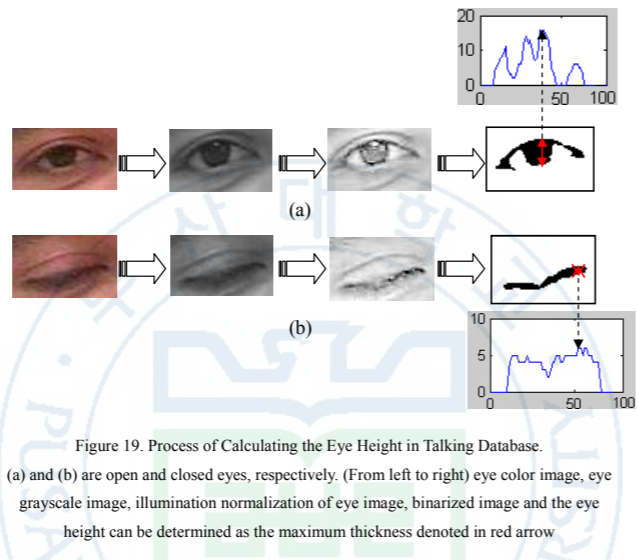 20
10
0
0 50 100
(a)
(b)
10
5
0
0 50 100
Figure 19. Process of Calculating the Eye Height in Talking Database.
(a) and (b) are open and closed eyes, respectively. (From left to right) eye color image, eye
grayscale image, illumination normalization of eye image, binarized image and the eye
height can be determined as the maximum thickness denoted in red arrow